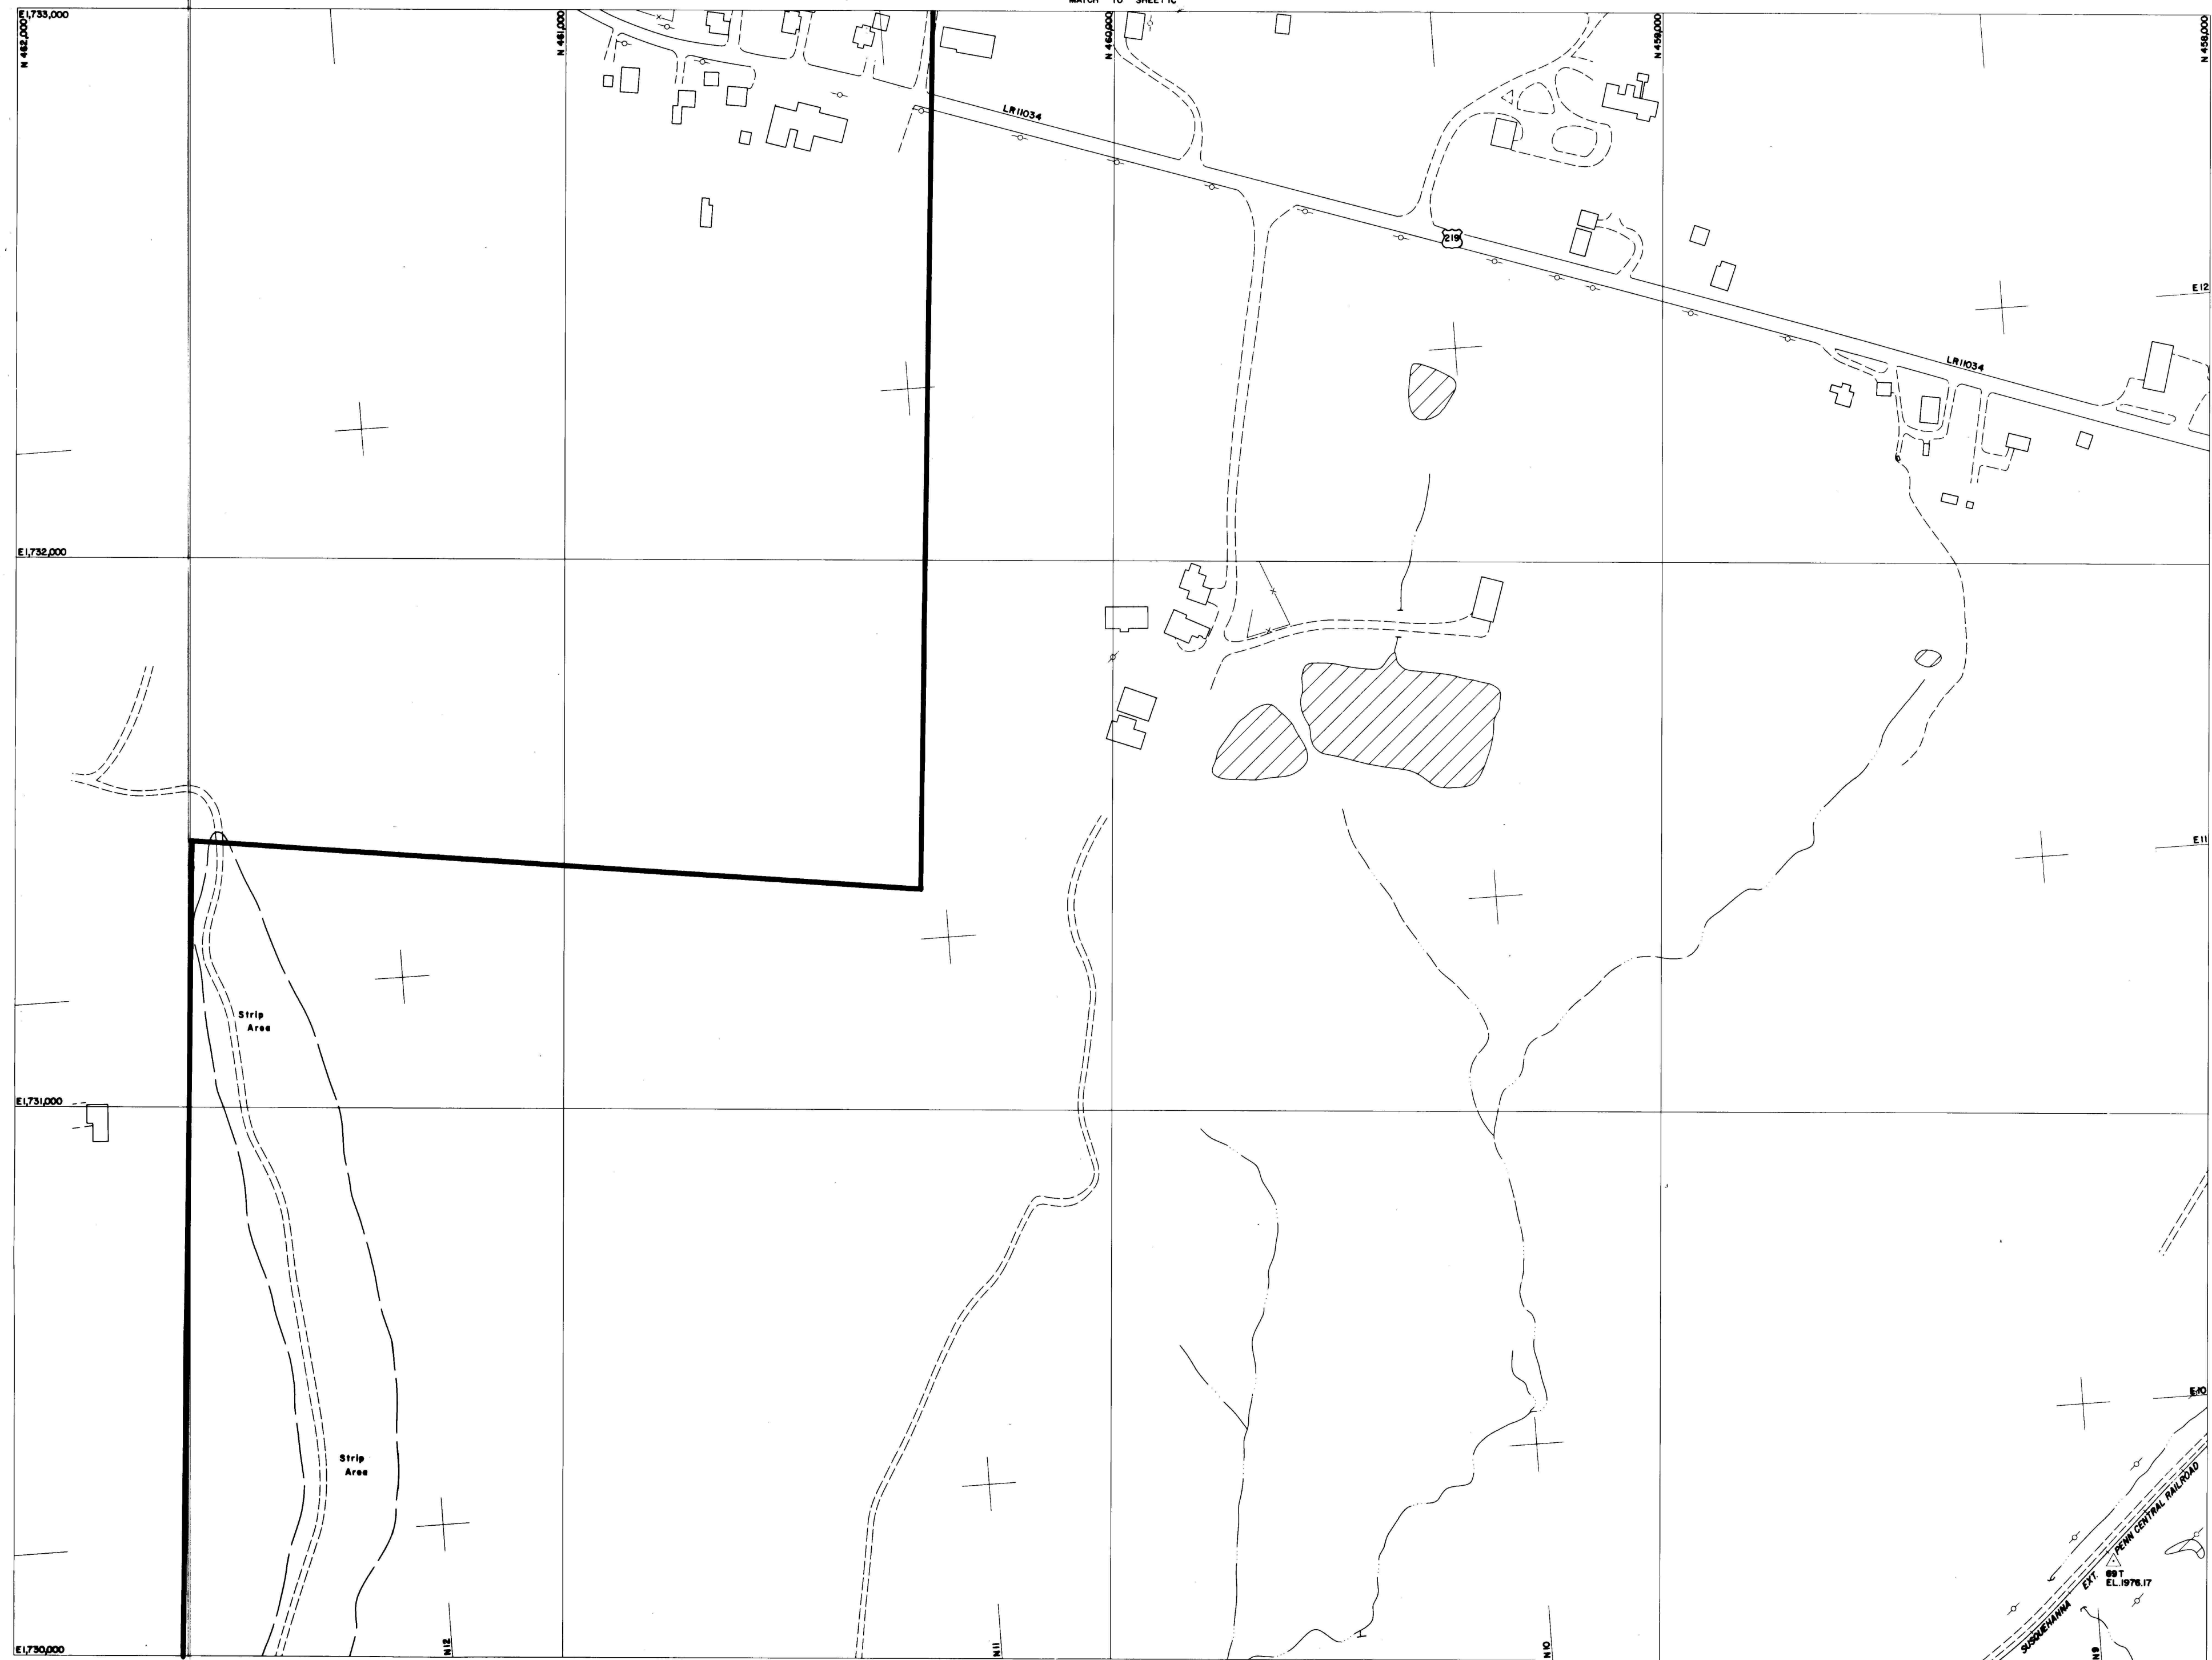 MATCH TO SHEET 1C
E1,733,000
N 462,000
N 461,000
N 460,000
N 459,000
N 458,000
LR11034
219
E12
LR11034
E1,732,000
E11
Strip
Area
E1,731,000
E10
Strip
Area
PENN CENTRAL RAILROAD
SUSQUEHANNA EXT.
69T
EL.1976.17
E1,730,000
N12
N11
N10
N9